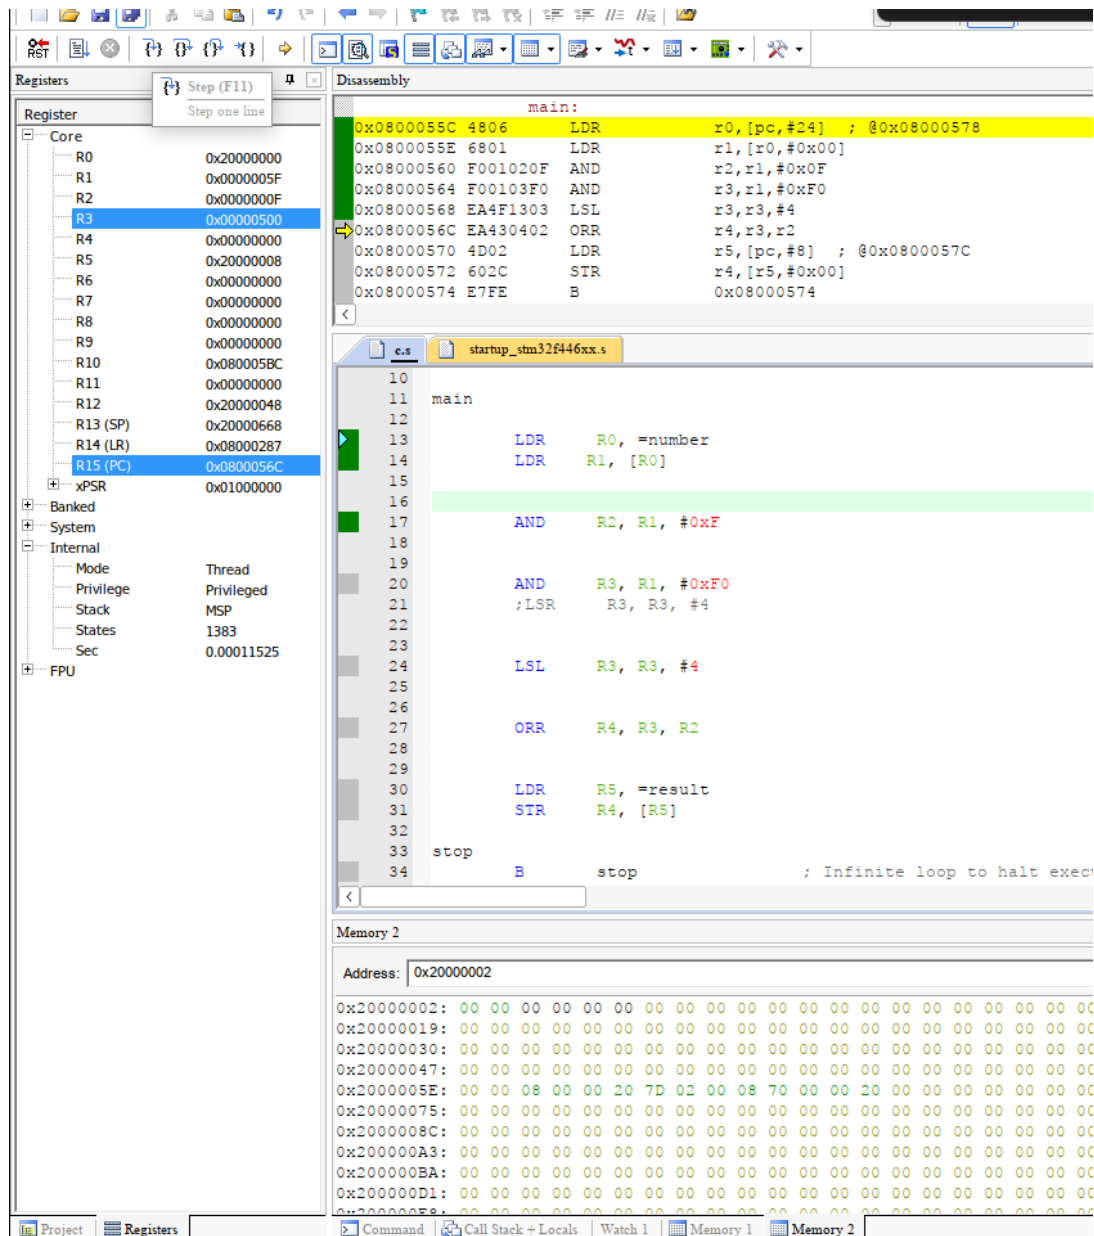 RST
Registers
Step (F11)
Step one line
Register
Core
R0 0x20000000
R1 0x0000005F
R2 0x0000000F
R3 0x00000500
R4 0x00000000
R5 0x20000008
R6 0x00000000
R7 0x00000000
R8 0x00000000
R9 0x00000000
R10 0x080005BC
R11 0x00000000
R12 0x20000048
R13 (SP) 0x20000668
R14 (LR) 0x08000287
R15 (PC) 0x0800056C
xPSR 0x01000000
Banked
System
Internal
Mode Thread
Privilege Privileged
Stack MSP
States 1383
Sec 0.00011525
FPU
Project Registers
Disassembly
main:
0x0800055C 4806 LDR r0,[pc,#24] ; @0x08000578
0x0800055E 6801 LDR r1,[r0,#0x00]
0x08000560 F001020F AND r2,r1,#0x0F
0x08000564 F00103F0 AND r3,r1,#0xF0
0x08000568 EA4F1303 LSL r3,r3,#4
0x0800056C EA430402 ORR r4,r3,r2
0x08000570 4D02 LDR r5,[pc,#8] ; @0x0800057C
0x08000572 602C STR r4,[r5,#0x00]
0x08000574 E7FE B 0x08000574
c.s startup_stm32f446xx.s
10
11 main
12
13 LDR R0, =number
14 LDR R1, [R0]
15
16
17 AND R2, R1, #0xF
18
19
20 AND R3, R1, #0xF0
21 ;LSR R3, R3, #4
22
23
24 LSL R3, R3, #4
25
26
27 ORR R4, R3, R2
28
29
30 LDR R5, =result
31 STR R4, [R5]
32
33 stop
34 B stop ; Infinite loop to halt execu
Memory 2
Address: 0x20000002
0x20000002: 00 00 00 00 00 00 00 00 00 00 00 00 00 00 00 00 00 00 00 00 00
0x20000019: 00 00 00 00 00 00 00 00 00 00 00 00 00 00 00 00 00 00 00 00 00
0x20000030: 00 00 00 00 00 00 00 00 00 00 00 00 00 00 00 00 00 00 00 00 00
0x20000047: 00 00 00 00 00 00 00 00 00 00 00 00 00 00 00 00 00 00 00 00 00
0x2000005E: 00 00 08 00 00 20 7D 02 00 08 70 00 00 20 00 00 00 00 00 00 00
0x20000075: 00 00 00 00 00 00 00 00 00 00 00 00 00 00 00 00 00 00 00 00 00
0x2000008C: 00 00 00 00 00 00 00 00 00 00 00 00 00 00 00 00 00 00 00 00 00
0x200000A3: 00 00 00 00 00 00 00 00 00 00 00 00 00 00 00 00 00 00 00 00 00
0x200000BA: 00 00 00 00 00 00 00 00 00 00 00 00 00 00 00 00 00 00 00 00 00
0x200000D1: 00 00 00 00 00 00 00 00 00 00 00 00 00 00 00 00 00 00 00 00 00
Command Call Stack + Locals Watch 1 Memory 1 Memory 2